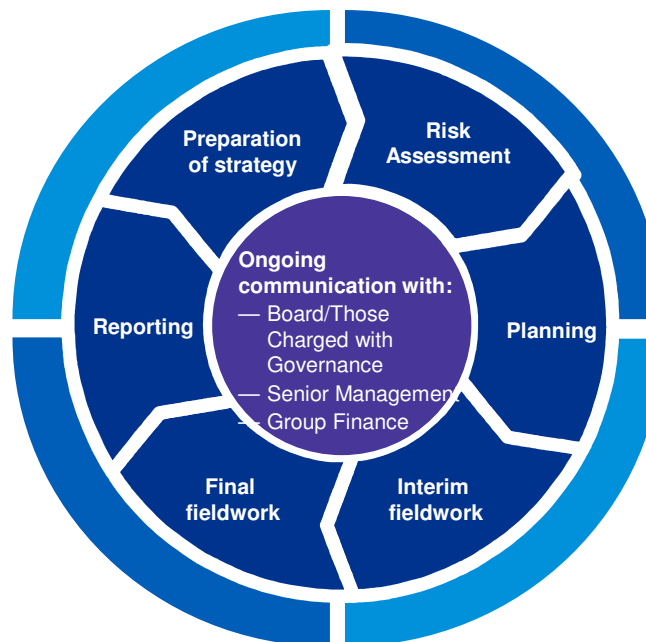 Preparation
of strategy
Risk
Assessment
Planning
Interim
fieldwork
Final
fieldwork
Reporting
Ongoing
communication with:
— Board/Those
Charged with
Governance
— Senior Management
— Group Finance